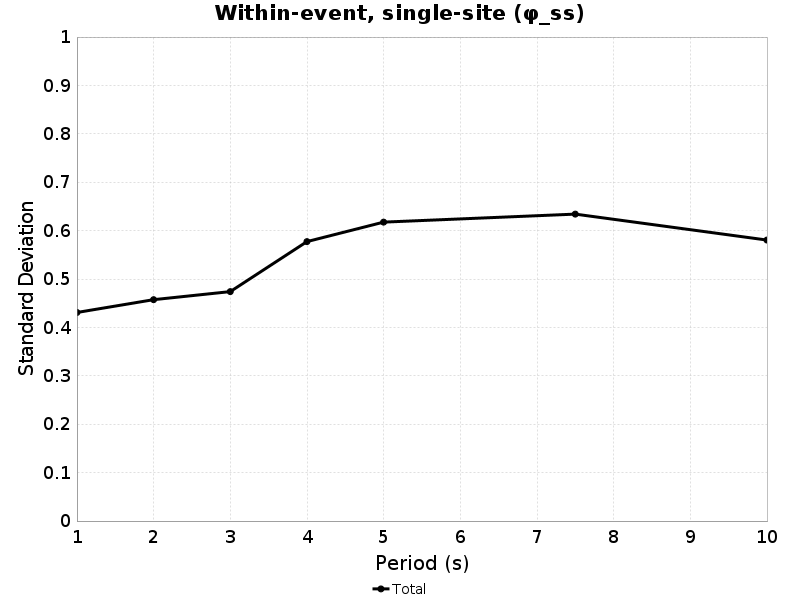 Within-event, single-site (φ_ss)
1
0.9
0.8
0.7
0.6
0.5
0.4
0.3
0.2
0.1
0
Standard Deviation
1 2 3 4 5 6 7 8 9 10
Period (s)
Total